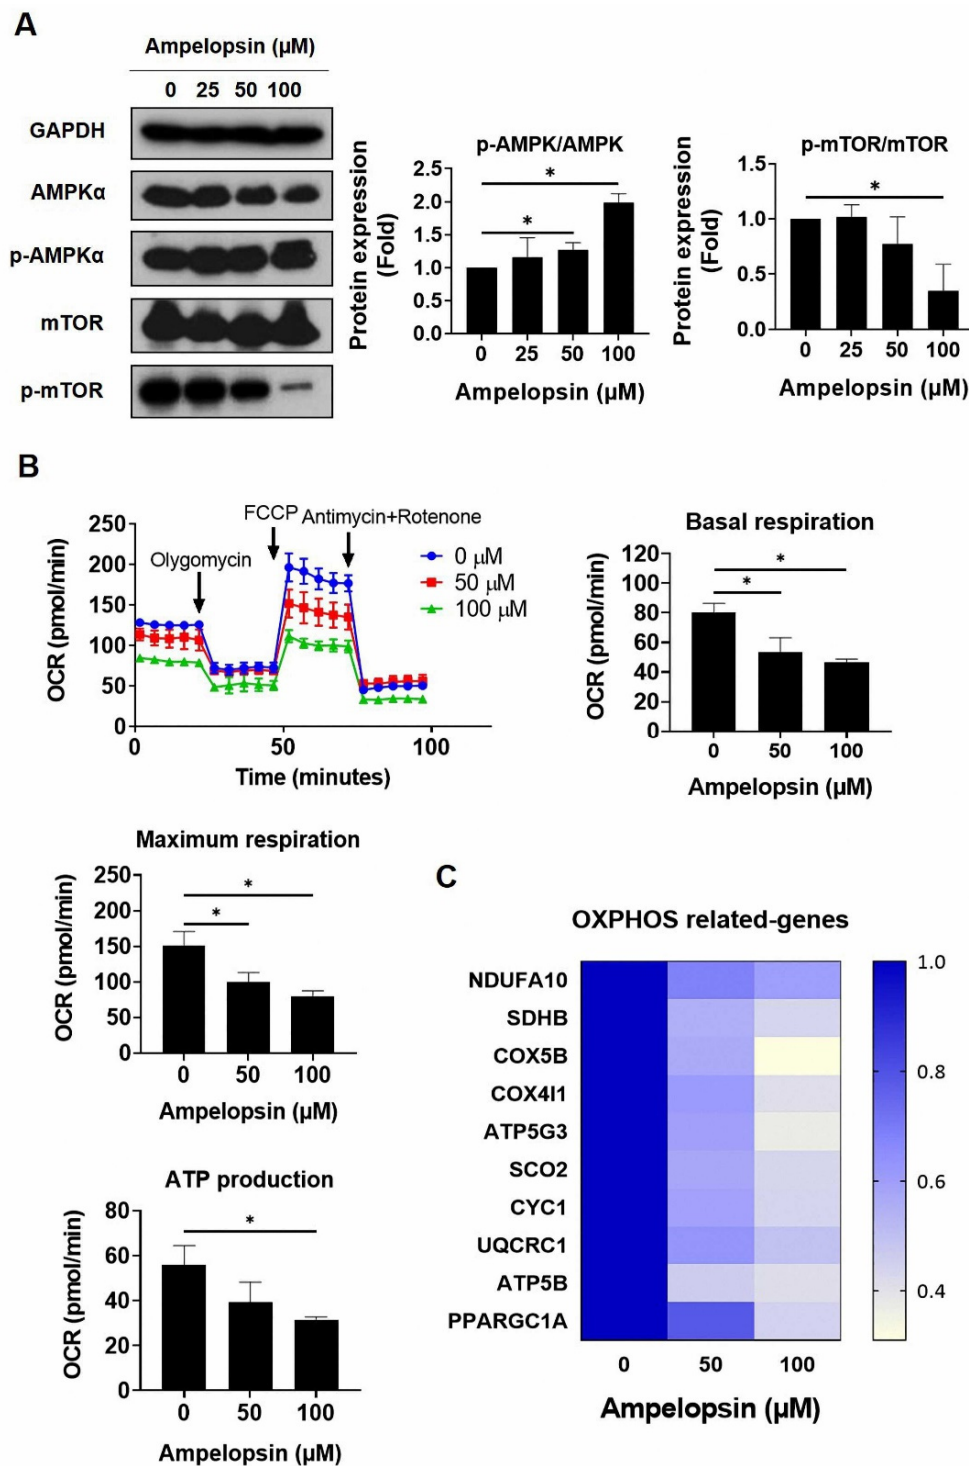 A
Ampelopsin (µM)
0 25 50 100
GAPDH
AMPKα
p-AMPKα
mTOR
p-mTOR
p-AMPK/AMPK
Protein expression
(Fold)
2.5
2.0
1.5
1.0
0.5
0.0
*
*
0 25 50 100
Ampelopsin (µM)
p-mTOR/mTOR
Protein expression
(Fold)
1.5
1.0
0.5
0.0
*
0 25 50 100
Ampelopsin (µM)
B
OCR (pmol/min)
250
200
150
100
50
0
Olygomycin
FCCP
Antimycin+Rotenone
0 µM
50 µM
100 µM
0 50 100
Time (minutes)
Basal respiration
OCR (pmol/min)
120
100
80
60
40
20
0
*
*
0 50 100
Ampelopsin (µM)
Maximum respiration
OCR (pmol/min)
250
200
150
100
50
0
*
*
0 50 100
Ampelopsin (µM)
ATP production
OCR (pmol/min)
80
60
40
20
0
*
0 50 100
Ampelopsin (µM)
C
OXPHOS related-genes
NDUFA10
SDHB
COX5B
COX4I1
ATP5G3
SCO2
CYC1
UQCRC1
ATP5B
PPARGC1A
0 50 100
Ampelopsin (µM)
1.0
0.8
0.6
0.4